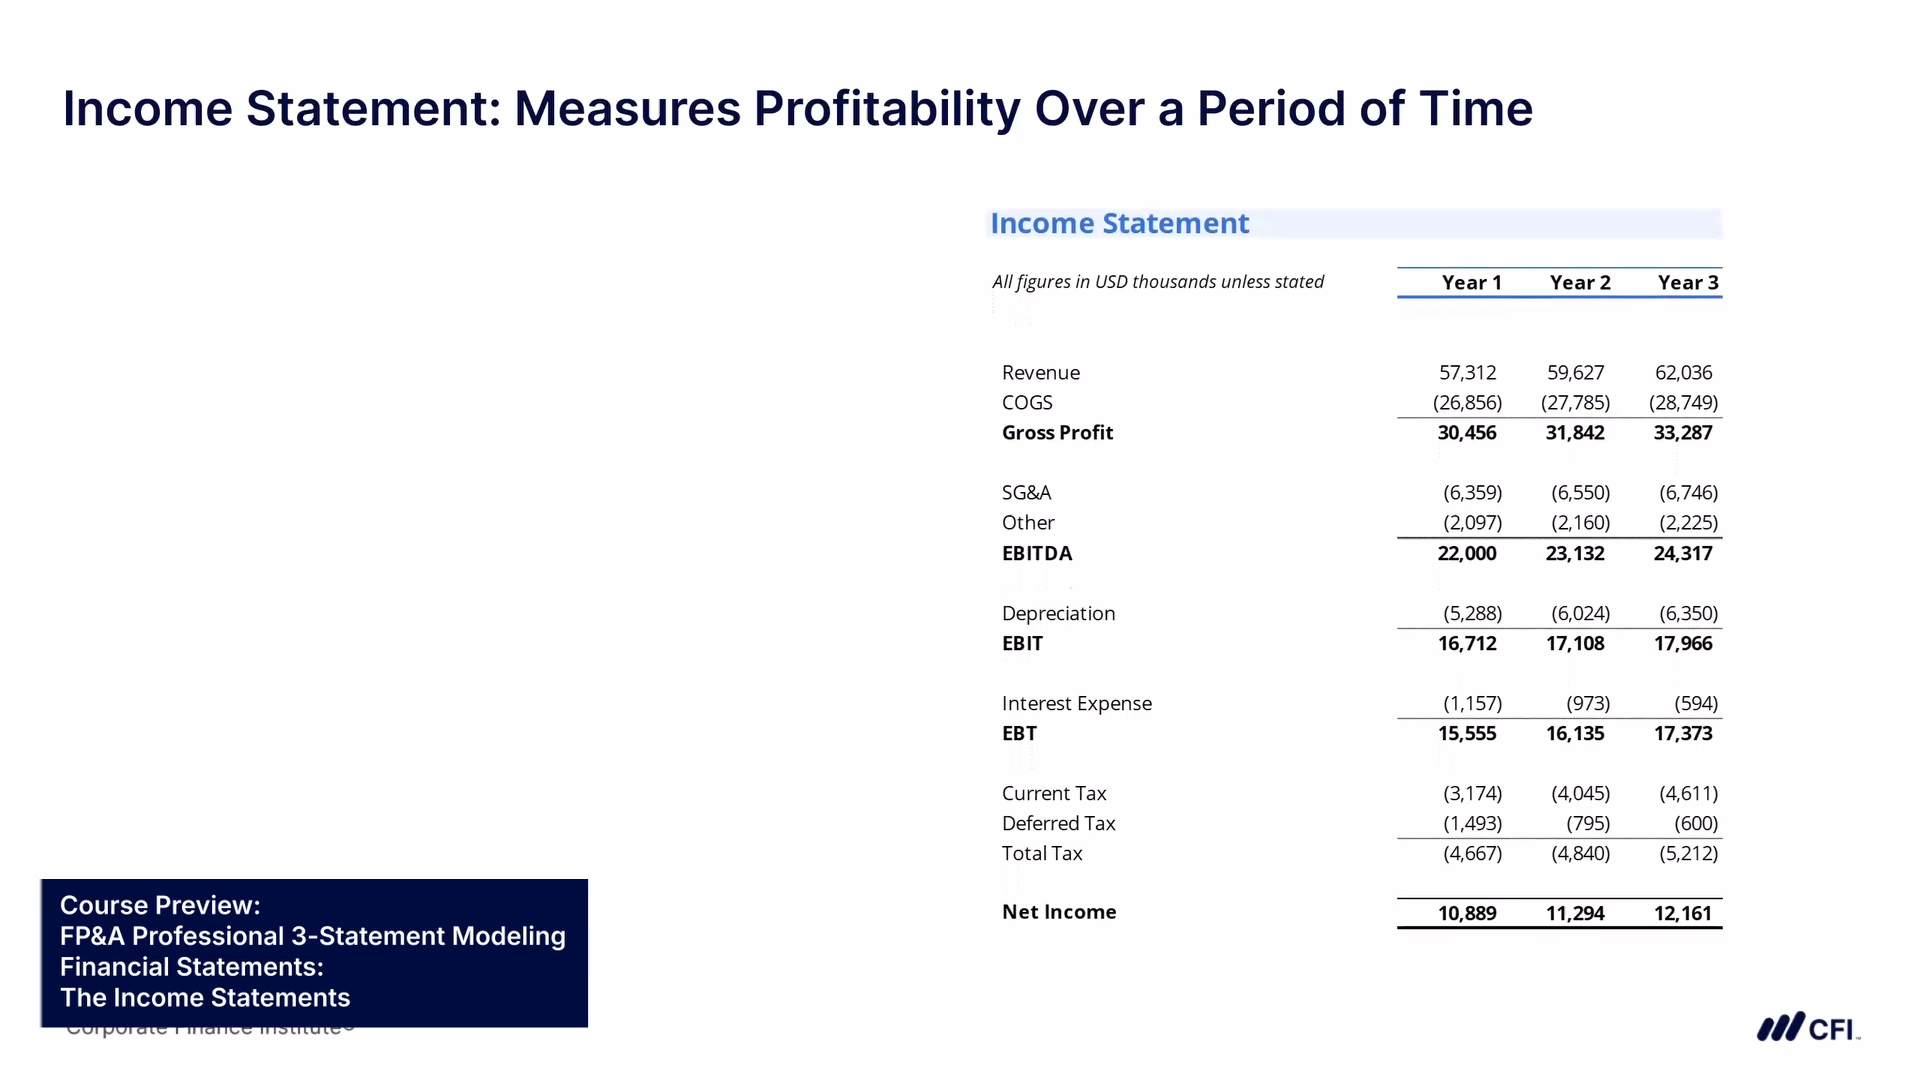 Income Statement: Measures Profitability Over a Period of Time
Income Statement
All figures in USD thousands unless stated Year 1 Year 2 Year 3
Revenue 57,312 59,627 62,036
COGS (26,856) (27,785) (28,749)
Gross Profit 30,456 31,842 33,287
SG&A (6,359) (6,550) (6,746)
Other (2,097) (2,160) (2,225)
EBITDA 22,000 23,132 24,317
Depreciation (5,288) (6,024) (6,350)
EBIT 16,712 17,108 17,966
Interest Expense (1,157) (973) (594)
EBT 15,555 16,135 17,373
Current Tax (3,174) (4,045) (4,611)
Deferred Tax (1,493) (795) (600)
Total Tax (4,667) (4,840) (5,212)
Net Income 10,889 11,294 12,161
Course Preview:
FP&A Professional 3-Statement Modeling
Financial Statements:
The Income Statements
Corporate Finance Institute®
CFI™